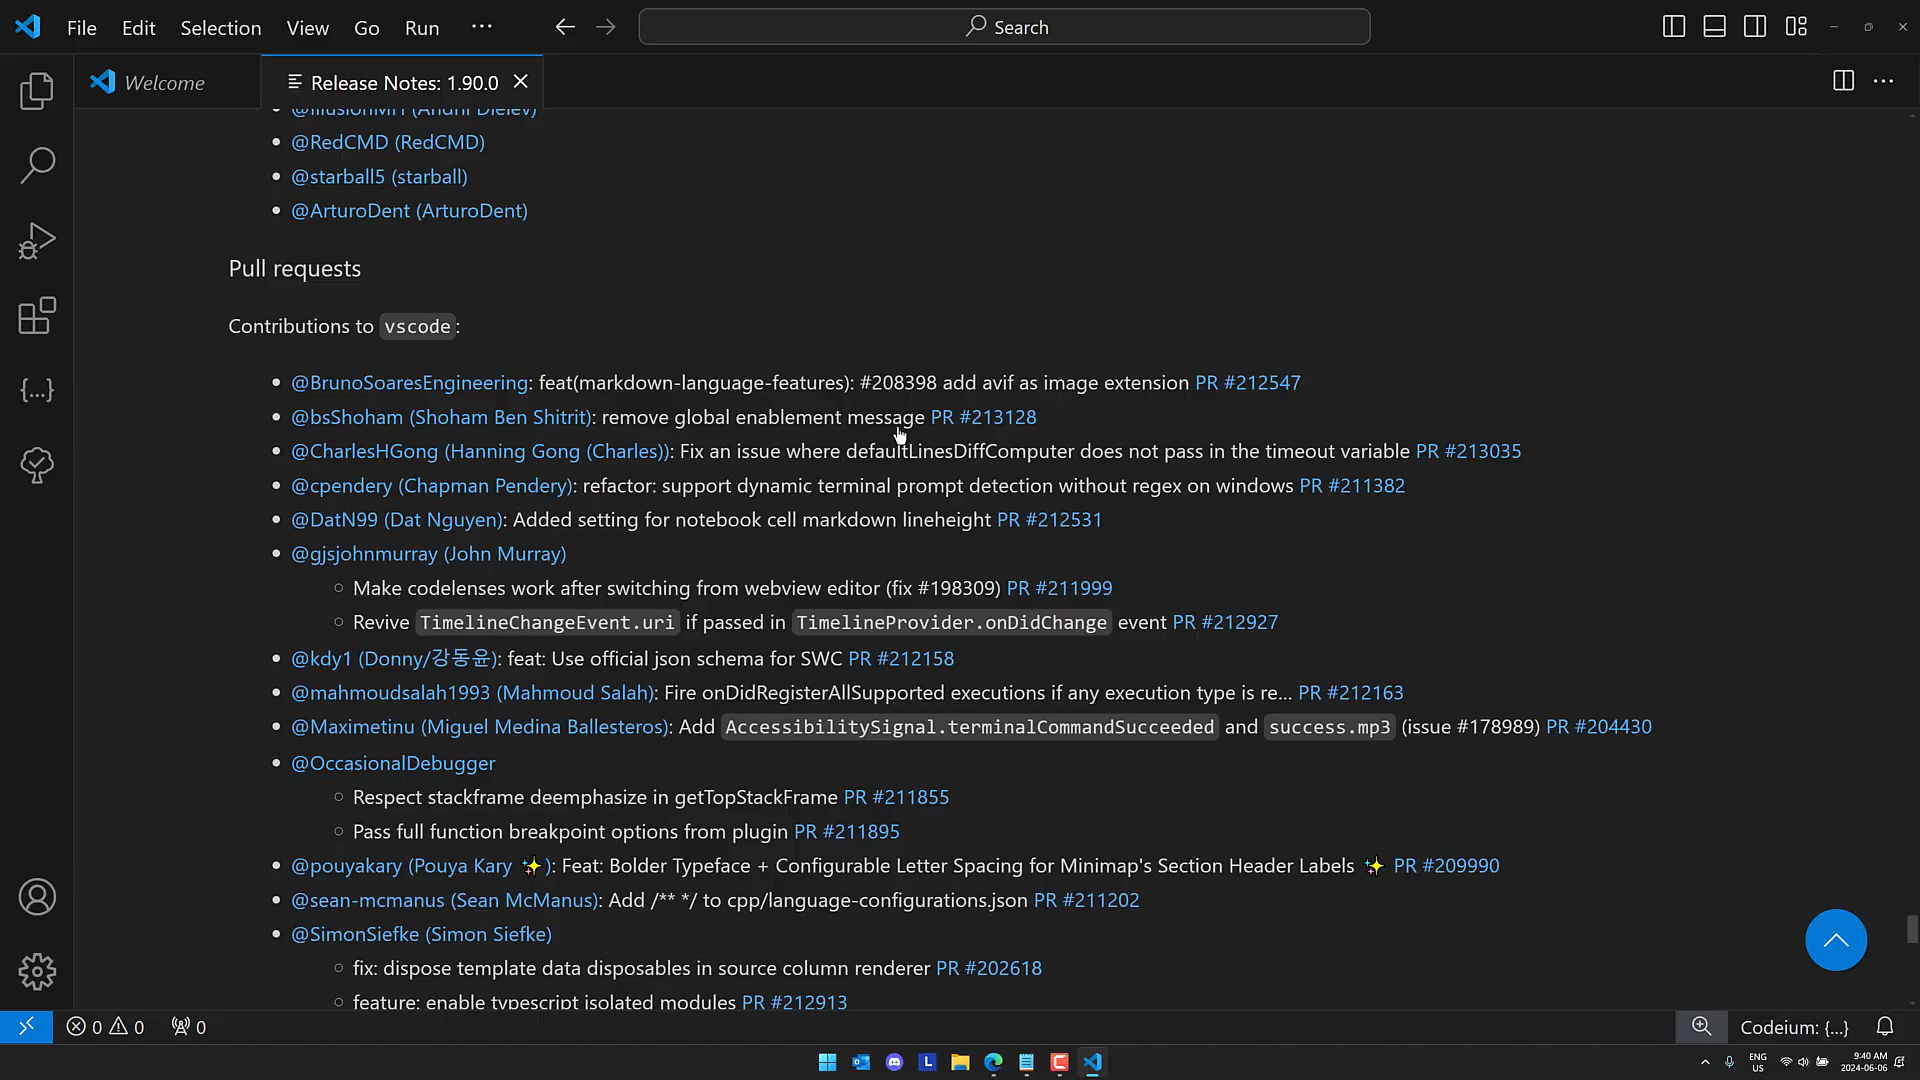 File Edit Selection View Go Run ··· Search
Welcome Release Notes: 1.90.0
@RedCMD (RedCMD)
@starball5 (starball)
@ArturoDent (ArturoDent)
Pull requests
Contributions to vscode:
@BrunoSoaresEngineering: feat(markdown-language-features): #208398 add avif as image extension PR #212547
@bsShoham (Shoham Ben Shitrit): remove global enablement message PR #213128
@CharlesHGong (Hanning Gong (Charles)): Fix an issue where defaultLinesDiffComputer does not pass in the timeout variable PR #213035
@cpendery (Chapman Pendery): refactor: support dynamic terminal prompt detection without regex on windows PR #211382
@DatN99 (Dat Nguyen): Added setting for notebook cell markdown lineheight PR #212531
@gjsjohnmurray (John Murray)
Make codelenses work after switching from webview editor (fix #198309) PR #211999
Revive TimelineChangeEvent.uri if passed in TimelineProvider.onDidChange event PR #212927
@kdy1 (Donny/강동윤): feat: Use official json schema for SWC PR #212158
@mahmoudsalah1993 (Mahmoud Salah): Fire onDidRegisterAllSupported executions if any execution type is re... PR #212163
@Maximetinu (Miguel Medina Ballesteros): Add AccessibilitySignal.terminalCommandSucceeded and success.mp3 (issue #178989) PR #204430
@OccasionalDebugger
Respect stackframe deemphasize in getTopStackFrame PR #211855
Pass full function breakpoint options from plugin PR #211895
@pouyakary (Pouya Kary ✨): Feat: Bolder Typeface + Configurable Letter Spacing for Minimap's Section Header Labels ✨ PR #209990
@sean-mcmanus (Sean McManus): Add /** */ to cpp/language-configurations.json PR #211202
@SimonSiefke (Simon Siefke)
fix: dispose template data disposables in source column renderer PR #202618
feature: enable typescript isolated modules PR #212913
0 0 0 Codeium: {...}
ENG US 9:40 AM 2024-06-06